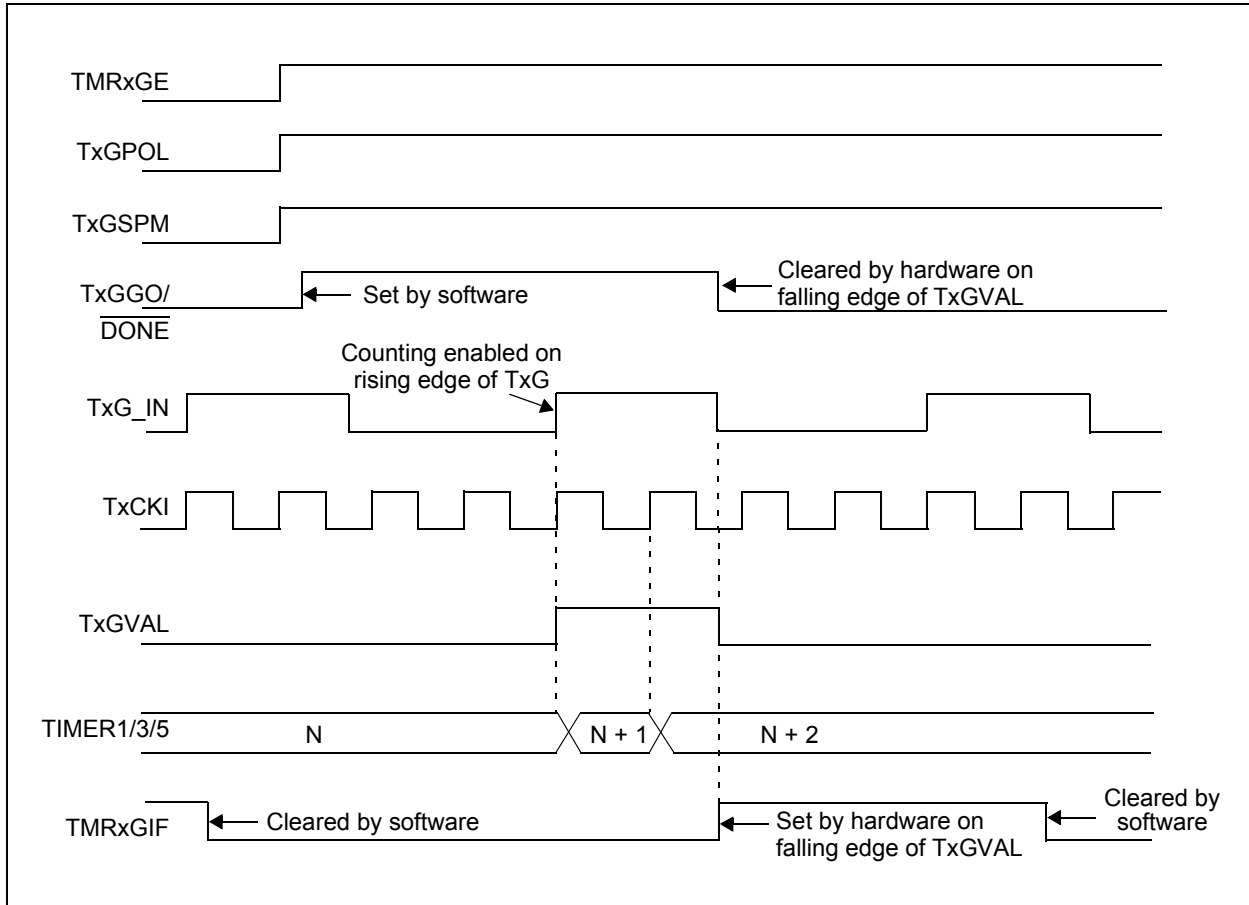 TMRxGE
TxGPOL
TxGSPM
TxGGO/
DONE
Set by software
Cleared by hardware on
falling edge of TxGVAL
Counting enabled on
rising edge of TxG
TxG_IN
TxCKI
TxGVAL
TIMER1/3/5
N
N + 1
N + 2
TMRxGIF
Cleared by software
Set by hardware on
falling edge of TxGVAL
Cleared by
software